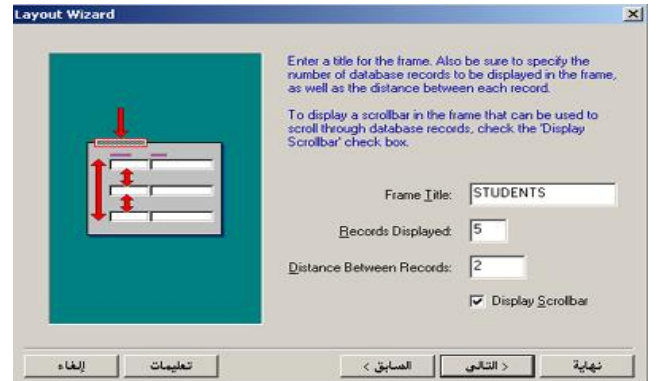 Layout Wizard
Enter a title for the frame. Also be sure to specify the
number of database records to be displayed in the frame,
as well as the distance between each record.
To display a scrollbar in the frame that can be used to
scroll through database records, check the 'Display
Scrollbar' check box.
Frame Title: STUDENTS
Records Displayed: 5
Distance Between Records: 2
Display Scrollbar
إلغاء تعليمات السابق > < التالي نهاية